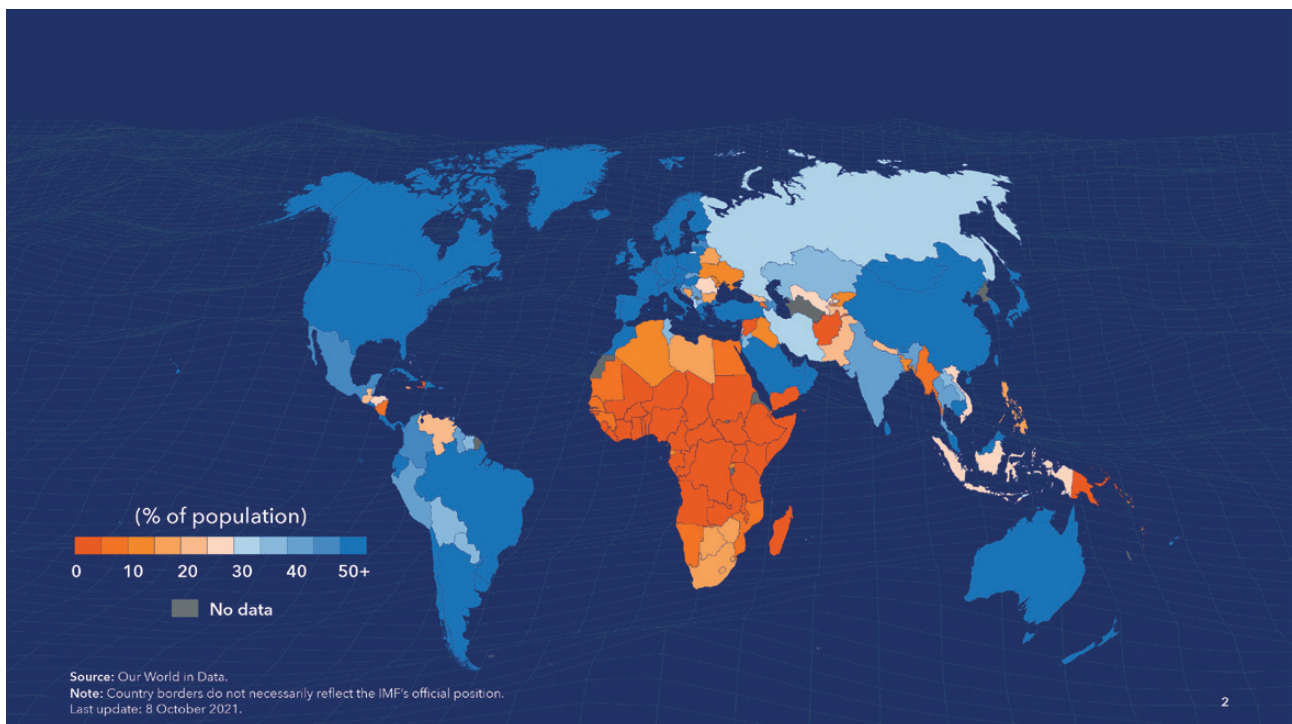 (% of population)
0 10 20 30 40 50+
No data
Source: Our World in Data.
Note: Country borders do not necessarily reflect the IMF's official position.
Last update: 8 October 2021.
2